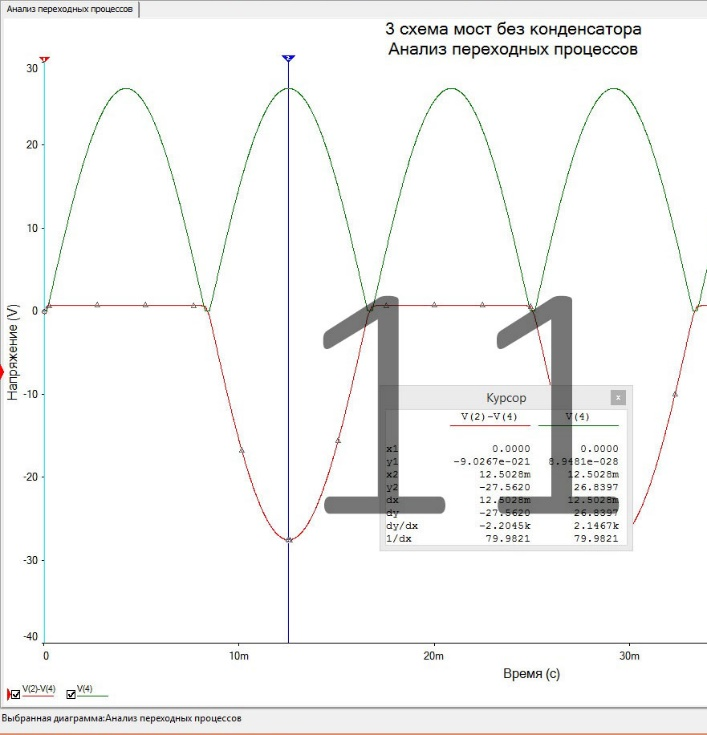 Анализ переходных процессов
3 схема мост без конденсатора
Анализ переходных процессов
1
2
30
20
10
0
-10
-20
-30
-40
Напряжение (V)
11
Курсор
x
V(2)-V(4) V(4)
x1 0.0000 0.0000
y1 -9.0267e-021 8.9481e-028
x2 12.5028m 12.5028m
y2 -27.5620 26.8397
dx 12.5028m 12.5028m
dy -27.5620 26.8397
dy/dx -2.2045k 2.1467k
1/dx 79.9821 79.9821
0 10m 20m 30m
Время (с)
V(2)-V(4) V(4)
Выбранная диаграмма:Анализ переходных процессов